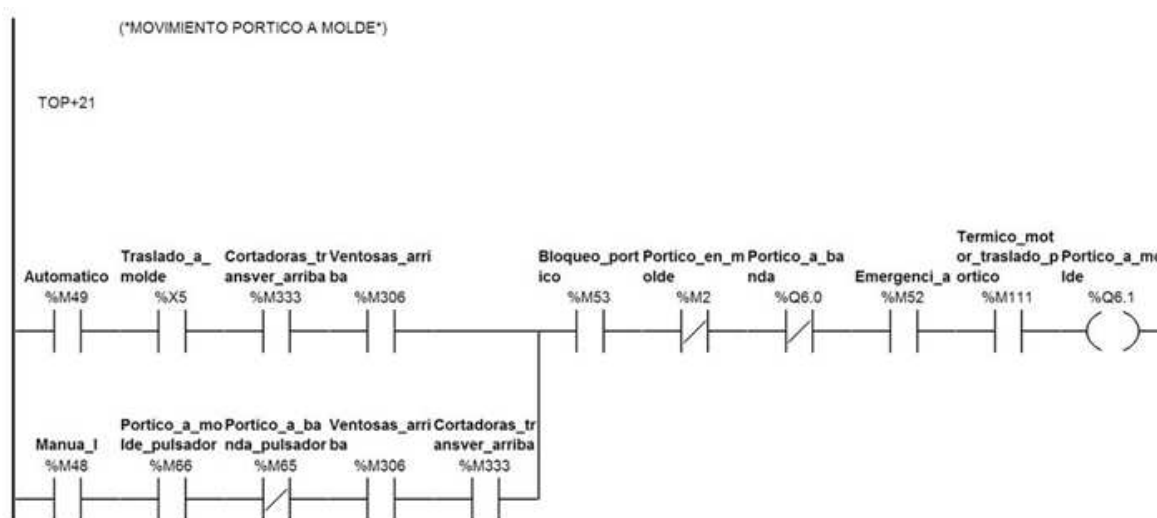 (*MOVIMIENTO PORTICO A MOLDE*)
TOP+21
Automatico
%M49
Traslado_a_
molde
%X5
Cortadoras_tr
ansver_arriba
%M333
Ventosas_arri
ba
%M306
Bloqueo_port
ico
%M53
Portico_en_m
olde
%M2
Portico_a_ba
nda
%Q6.0
Emergenci_a
%M52
Termico_mot
or_traslado_p
ortico
%M111
Portico_a_mo
lde
%Q6.1
Manua_l
%M48
Portico_a_mo
lde_pulsador
%M66
Portico_a_ba
nda_pulsador
%M65
Ventosas_arri
ba
%M306
Cortadoras_tr
ansver_arriba
%M333